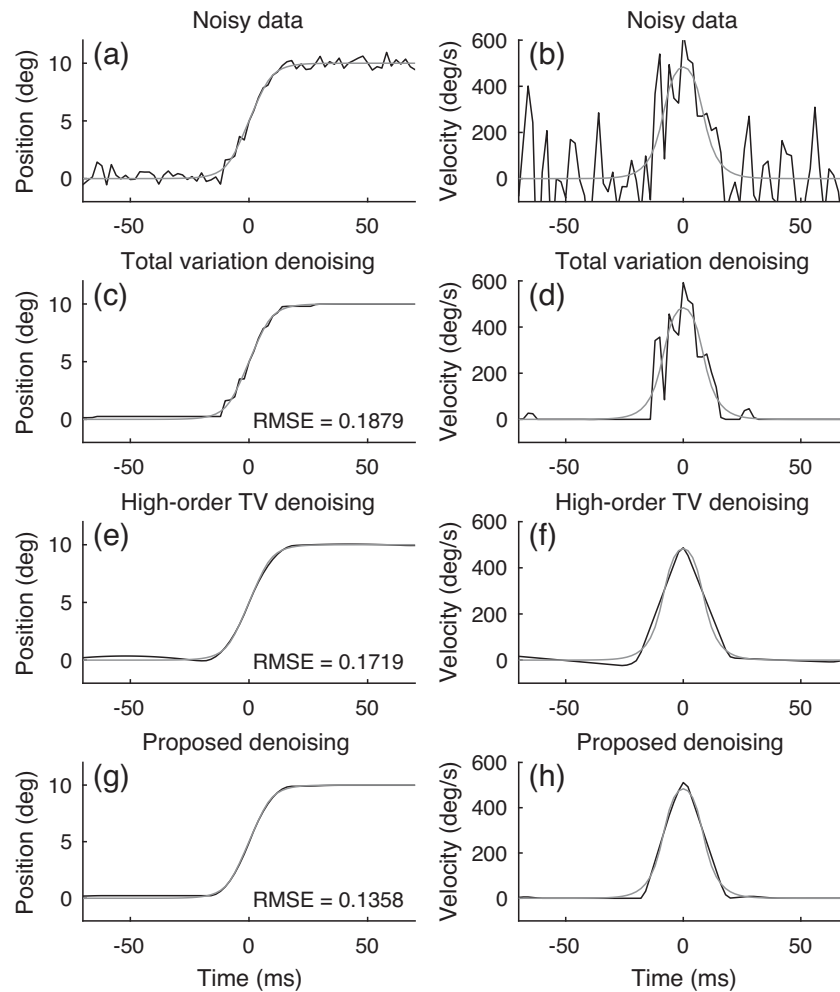 Noisy data
(a)
Position (deg)
10
5
0
-50
0
50
(b)
Velocity (deg/s)
600
400
200
0
-50
0
50
Total variation denoising
(c)
Position (deg)
10
5
0
RMSE = 0.1879
-50
0
50
Total variation denoising
(d)
Velocity (deg/s)
600
400
200
0
-50
0
50
High-order TV denoising
(e)
Position (deg)
10
5
0
RMSE = 0.1719
-50
0
50
High-order TV denoising
(f)
Velocity (deg/s)
600
400
200
0
-50
0
50
Proposed denoising
(g)
Position (deg)
10
5
0
RMSE = 0.1358
-50
0
50
Time (ms)
Proposed denoising
(h)
Velocity (deg/s)
600
400
200
0
-50
0
50
Time (ms)